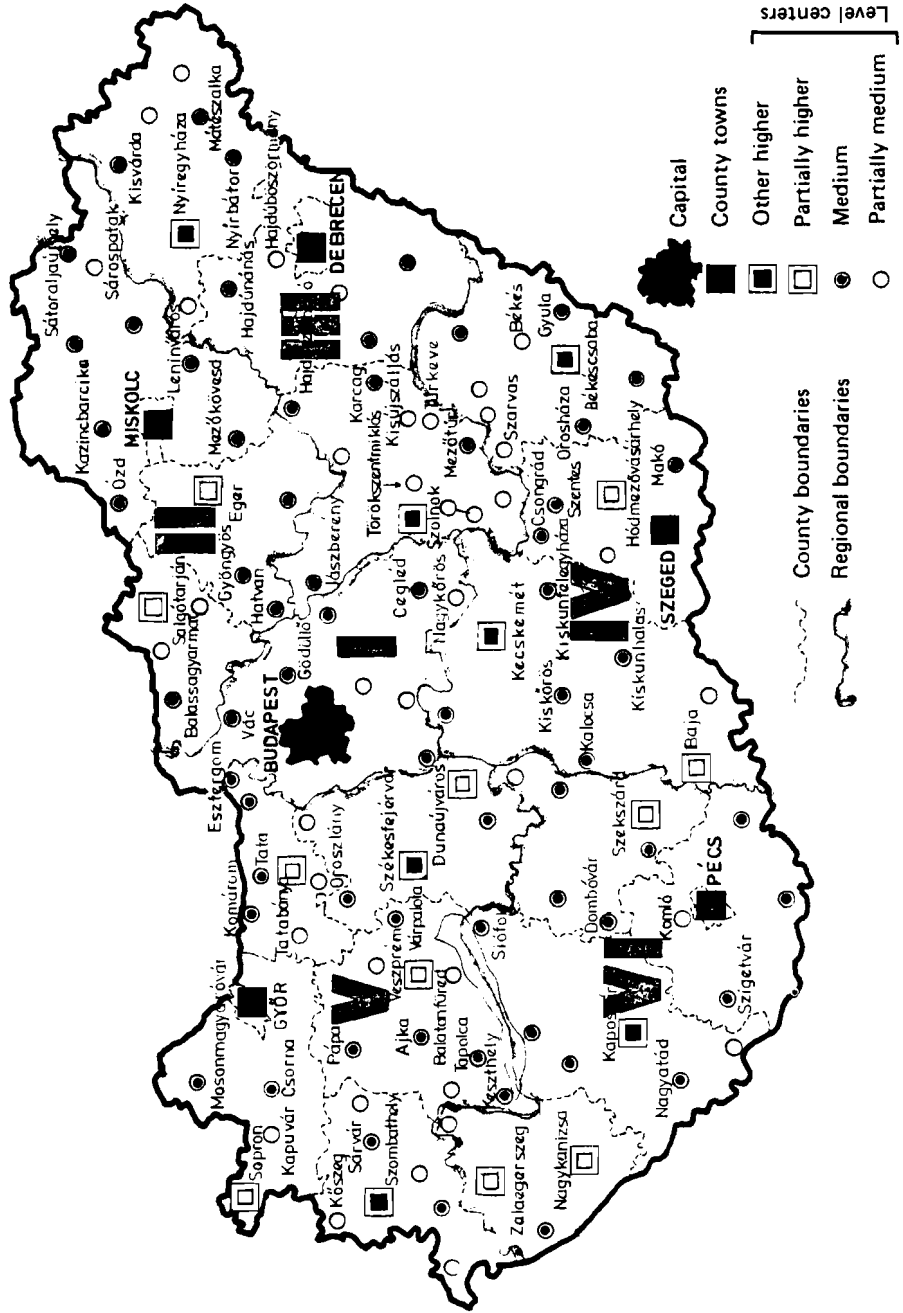 Sátoraljaújhely
Sárospatak
Kisvárda
Kazincbarcika
Ózd
MISKOLC
Leninváros
Nyíregyháza
Mátészalka
Nyírbátor
Mezőkövesd
Hajdúnánás
Hajdúböszörmény
DEBRECEN
II
III
Eger
Gyöngyös
Hatvan
Salgótarján
Balassagyarmat
Vác
Gödöllő
Jászberény
BUDAPEST
I
Esztergom
Komárom
Tata
Tatabánya
Oroszlány
Mosonmagyaróvár
GYŐR
Csorna
Kapuvár
Sopron
Kőszeg
Sárvár
Szombathely
Pápa
V
Ajka
Várpalota
Székesfejérvár
Dunaújváros
Balatonfüred
Tapolca
Keszthely
Siófok
Zalaegerszeg
Nagykanizsa
Karcag
Kisújszállás
Törökszentmiklós
Szolnok
Mezőtúr
Cegléd
Nagykőrös
Kecskemét
Kiskunfélegyháza
Csongrád
Szentes
Szarvas
Orosháza
Békés
Gyula
Békéscsaba
Hódmezővásárhely
Makó
SZEGED
Kiskőrös
Kiskunhalas
Kalocsa
Baja
Szekszárd
Dombóvár
VI
Komló
PÉCS
Szigetvár
Nagyatád
Capital
County towns
Other higher
Partially higher
Medium
Partially medium
Level centers
County boundaries
Regional boundaries